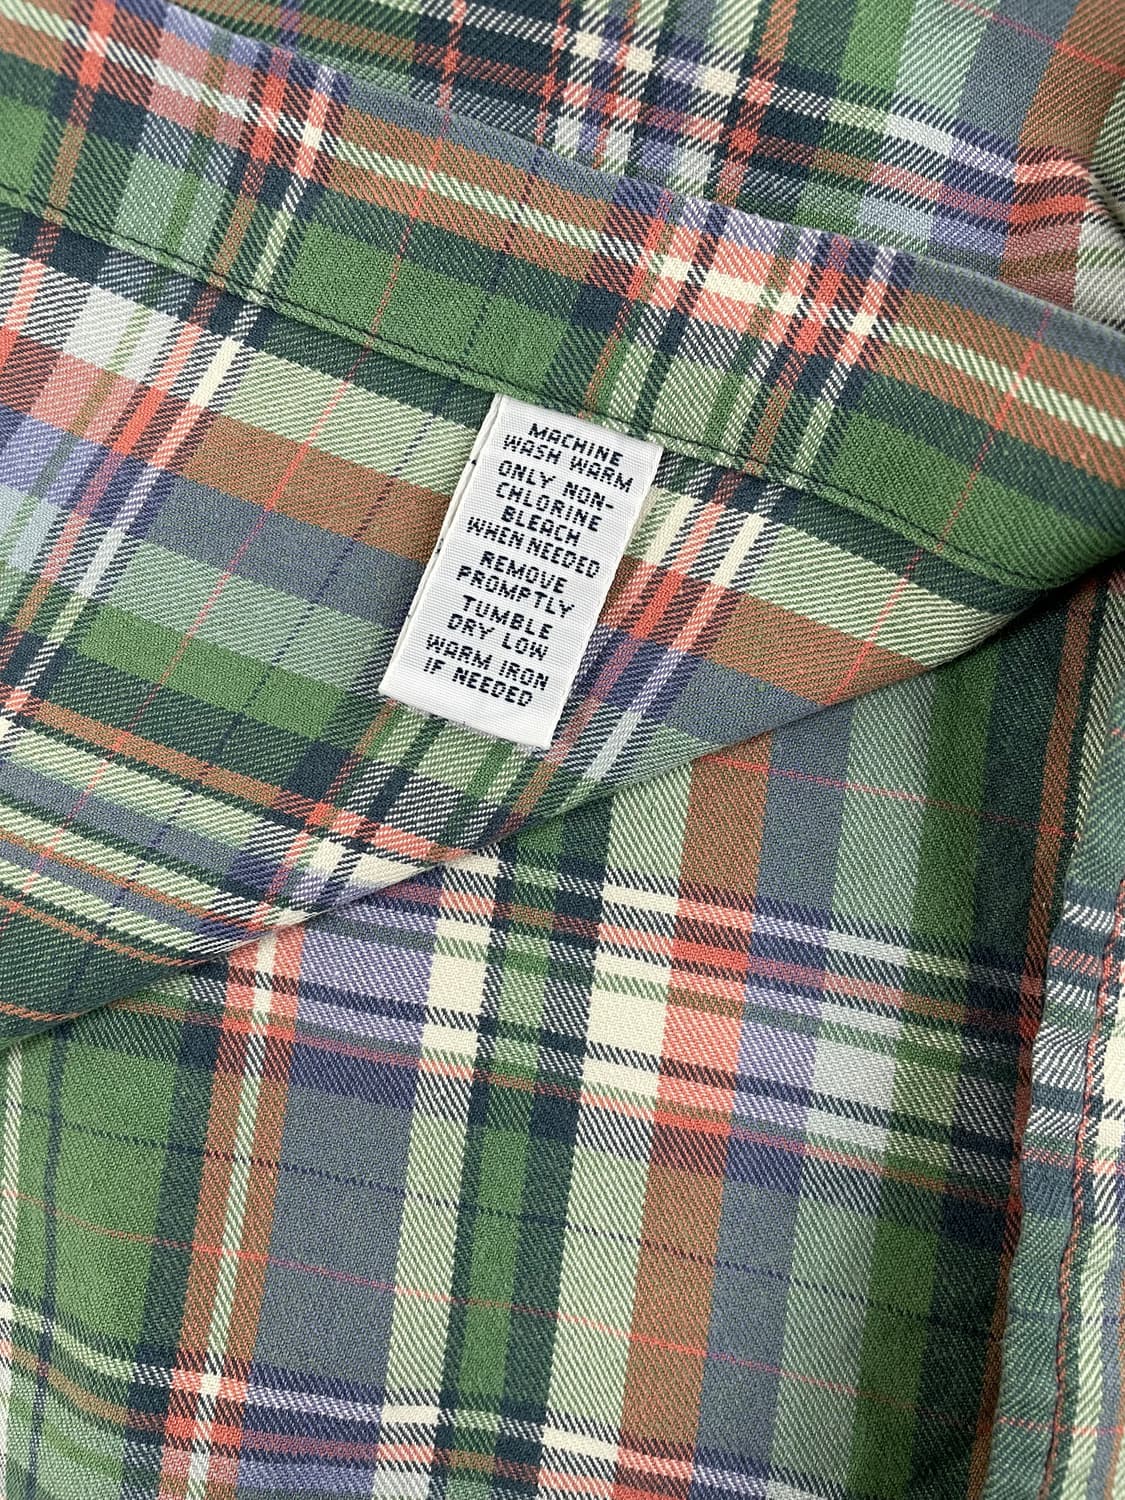 MACHINE
WASH WARM
ONLY NON-
CHLORINE
BLEACH
WHEN NEEDED
REMOVE
PROMPTLY
TUMBLE
DRY LOW
WARM IRON
IF NEEDED